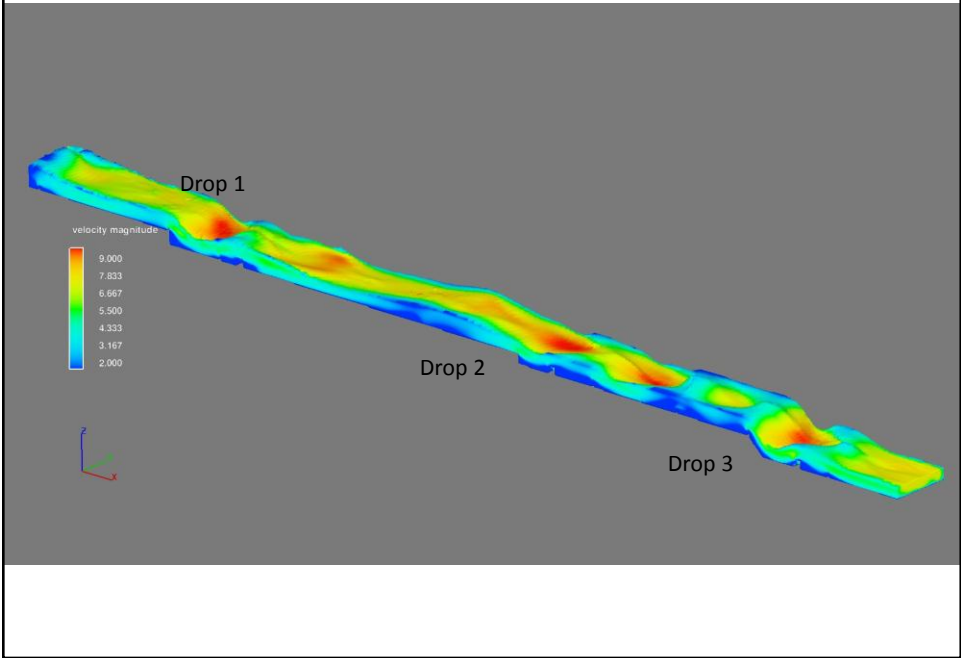 Drop 1
velocity magnitude
9.000
7.833
6.667
5.500
4.333
3.167
2.000
Drop 2
z
x
Drop 3